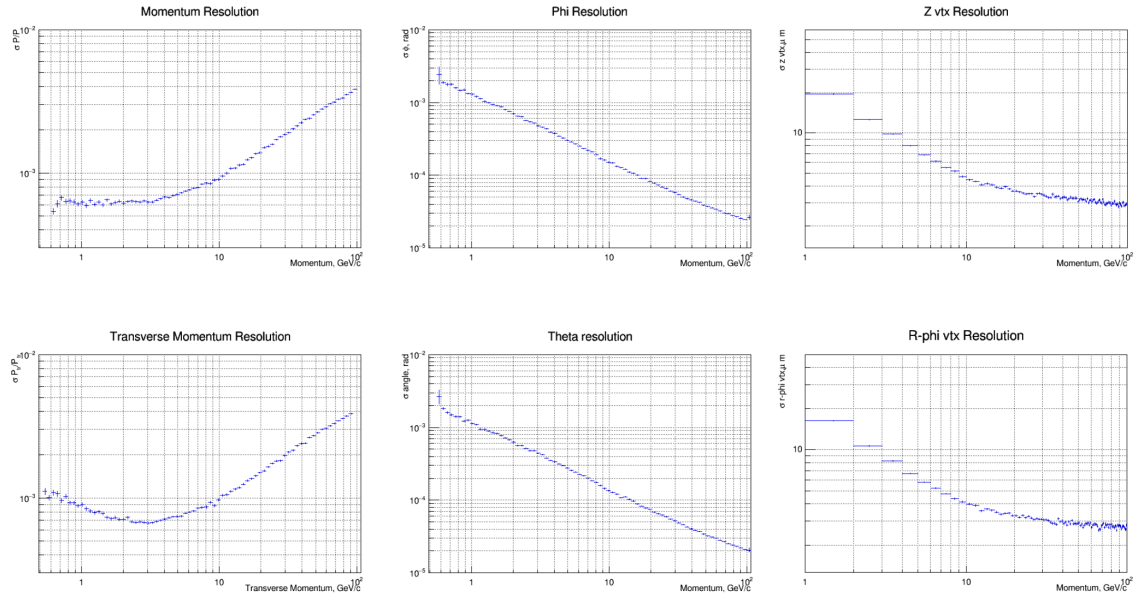 Momentum Resolution
σ P/P
10⁻²
10⁻³
1
10
10²
Momentum, GeV/c
Phi Resolution
σ ϕ, rad
10⁻²
10⁻³
10⁻⁴
10⁻⁵
1
10
10²
Momentum, GeV/c
Z vtx Resolution
σ z vtx,μ m
10
1
10
10²
Momentum, GeV/c
Transverse Momentum Resolution
10⁻²
10⁻³
1
10
10²
Transverse Momentum, GeV/c
Theta resolution
σ angle, rad
10⁻²
10⁻³
10⁻⁴
10⁻⁵
1
10
10²
Momentum, GeV/c
R-phi vtx Resolution
σ r-phi vtx,μ m
10
1
10
10²
Momentum, GeV/c